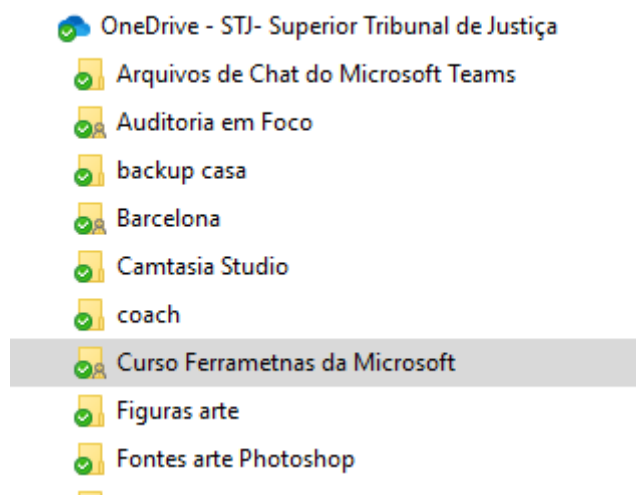 OneDrive - STJ- Superior Tribunal de Justiça
Arquivos de Chat do Microsoft Teams
Auditoria em Foco
backup casa
Barcelona
Camtasia Studio
coach
Curso Ferrametnas da Microsoft
Figuras arte
Fontes arte Photoshop